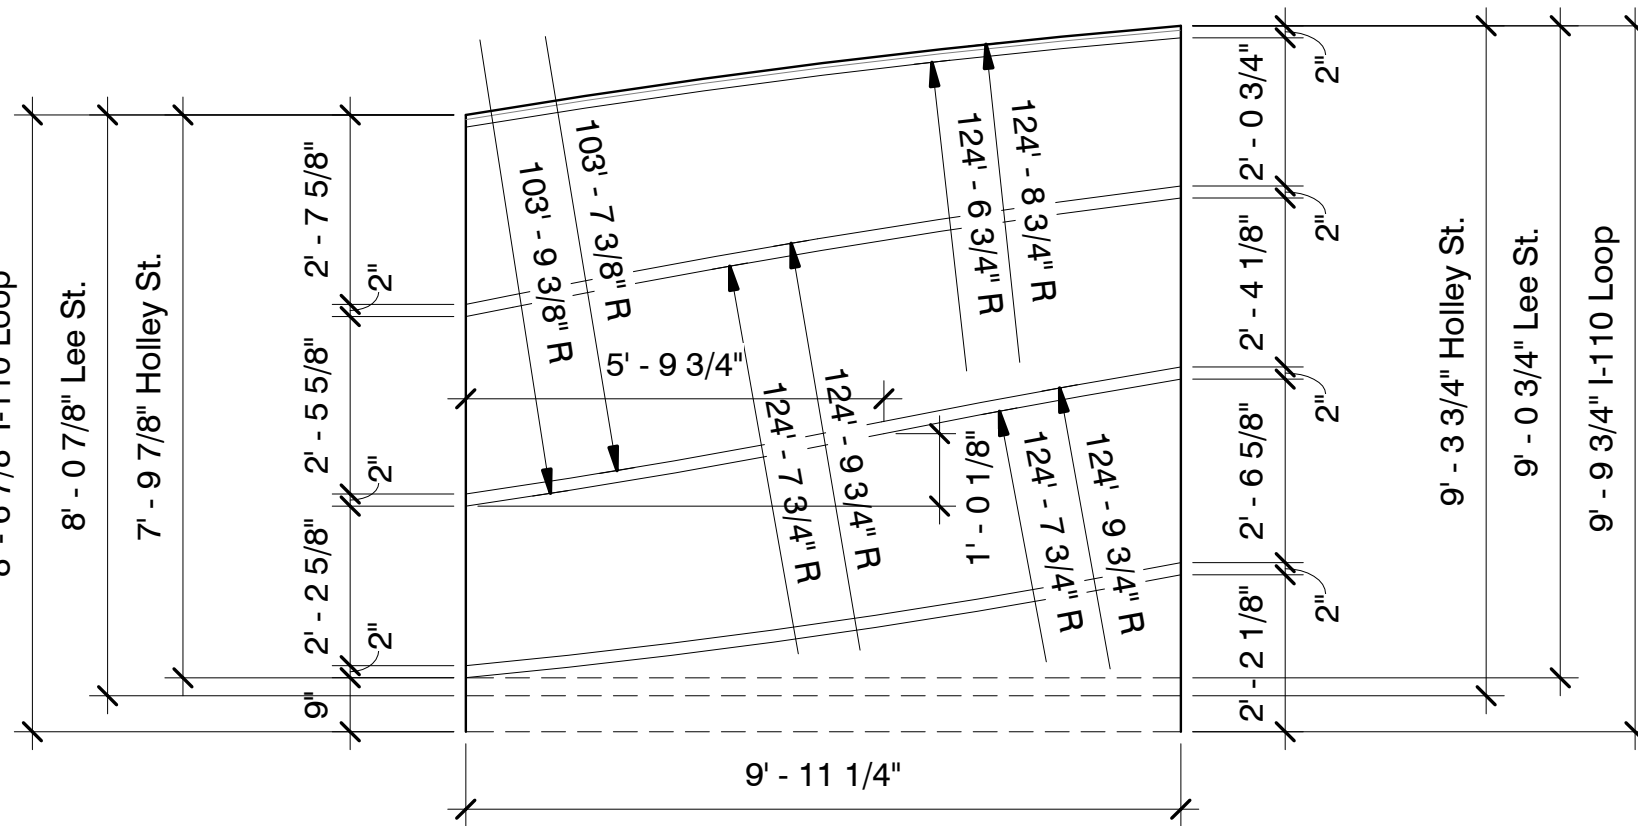 8' - 0 7/8" Lee St.
7' - 9 7/8" Holley St.
2' - 7 5/8"
2"
2' - 5 5/8"
2"
2' - 2 5/8"
2"
9"
103' - 9 3/8" R
103' - 7 3/8" R
5' - 9 3/4"
124' - 7 3/4" R
124' - 9 3/4" R
124' - 6 3/4" R
124' - 8 3/4" R
1' - 0 1/8"
124' - 7 3/4" R
124' - 9 3/4" R
9' - 11 1/4"
2"
2' - 0 3/4"
2"
2' - 4 1/8"
2"
2' - 6 5/8"
2"
2' - 2 1/8"
9' - 3 3/4" Holley St.
9' - 0 3/4" Lee St.
9' - 9 3/4" I-110 Loop